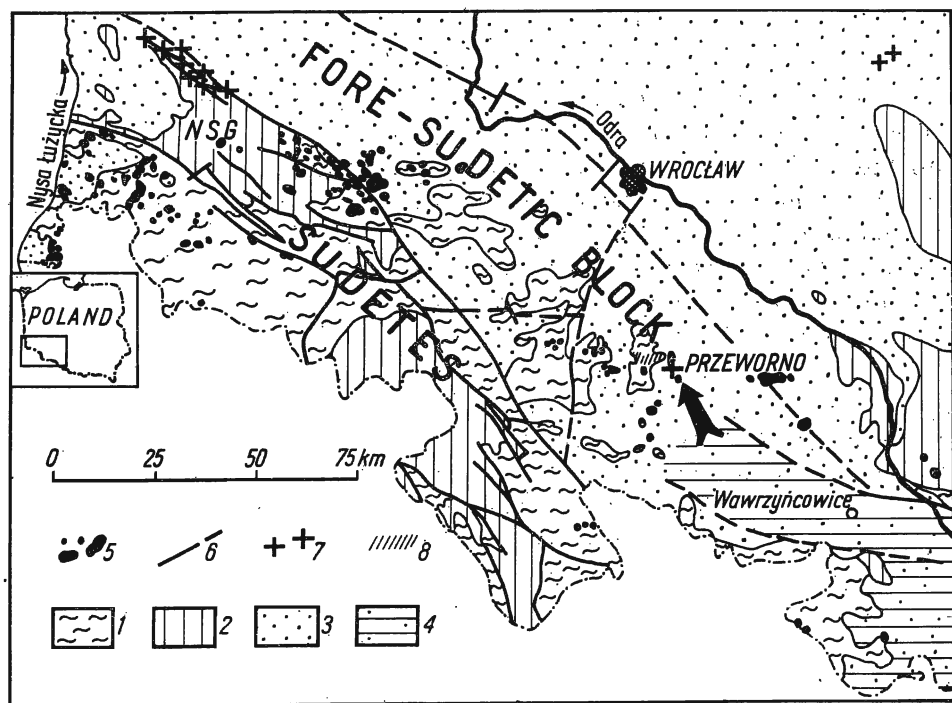 FORE-SUDETIC BLOCK
NSG
Nysa Łużycka
Odra
WROCŁAW
SUDETES
POLAND
PRZEWORNO
0 25 50 75 km
Wawrzyńcowice
5 6 7 8
1 2 3 4